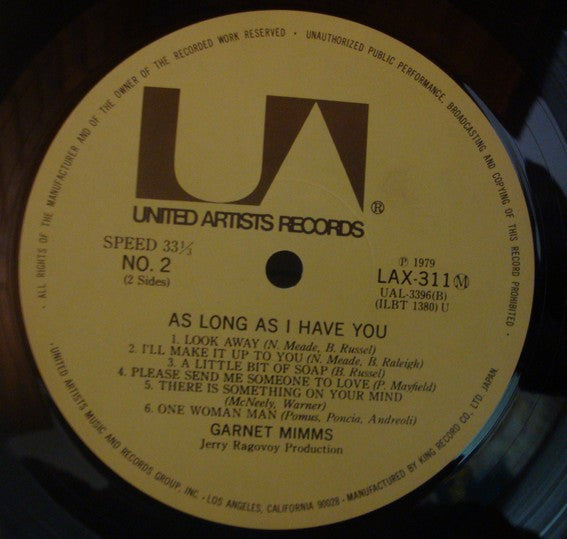 · ALL RIGHTS OF THE MANUFACTURER AND OF THE OWNER OF THE RECORDED WORK RESERVED · UNAUTHORIZED PUBLIC PERFORMANCE, BROADCASTING AND COPYING OF THIS RECORD PROHIBITED ·
UA
UNITED ARTISTS RECORDS ®
SPEED 33⅓
NO. 2
(2 Sides)
Ⓟ 1979
LAX-311 Ⓜ
UAL-3396(B)
(ILBT 1380) U
AS LONG AS I HAVE YOU
1. LOOK AWAY (N. Meade, B. Russel)
2. I'LL MAKE IT UP TO YOU (N. Meade, B. Raleigh)
3. A LITTLE BIT OF SOAP (B. Russel)
4. PLEASE SEND ME SOMEONE TO LOVE (P. Mayfield)
5. THERE IS SOMETHING ON YOUR MIND
(McNeely, Warner)
6. ONE WOMAN MAN (Pomus, Poncia, Andreoli)
GARNET MIMMS
Jerry Ragovoy Production
· UNITED ARTISTS MUSIC AND RECORDS GROUP, INC. · LOS ANGELES, CALIFORNIA 90028 · MANUFACTURED BY KING RECORD CO. LTD. JAPAN.